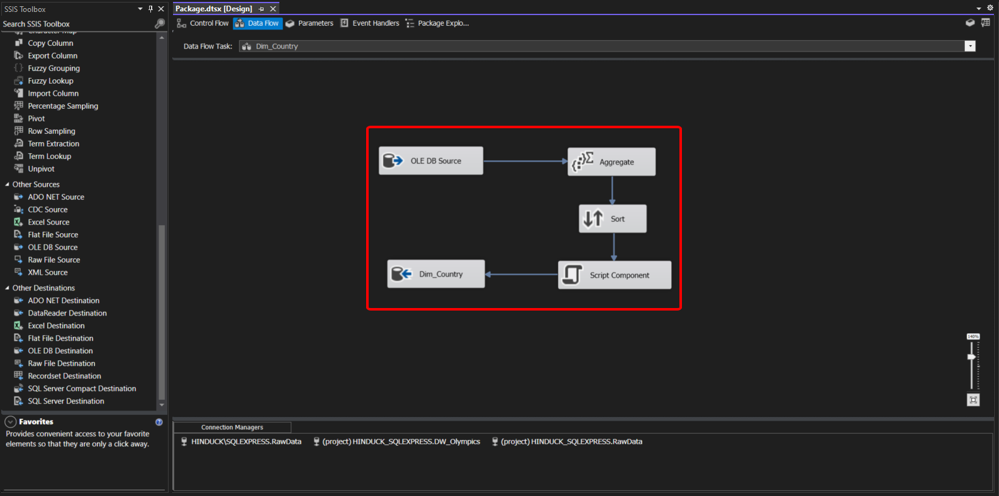 SSIS Toolbox
Search SSIS Toolbox
Character Map
Copy Column
Export Column
Fuzzy Grouping
Fuzzy Lookup
Import Column
Percentage Sampling
Pivot
Row Sampling
Term Extraction
Term Lookup
Unpivot
Other Sources
ADO NET Source
CDC Source
Excel Source
Flat File Source
OLE DB Source
Raw File Source
XML Source
Other Destinations
ADO NET Destination
DataReader Destination
Excel Destination
Flat File Destination
OLE DB Destination
Raw File Destination
Recordset Destination
SQL Server Compact Destination
SQL Server Destination
Favorites
Provides convenient access to your favorite
elements so that they are only a click away.
Package.dtsx [Design]
Control Flow Data Flow Parameters Event Handlers Package Explo...
Data Flow Task: Dim_Country
OLE DB Source
Aggregate
Sort
Script Component
Dim_Country
140%
Connection Managers
HINDUCK\SQLEXPRESS.RawData (project) HINDUCK_SQLEXPRESS.DW_Olympics (project) HINDUCK_SQLEXPRESS.RawData